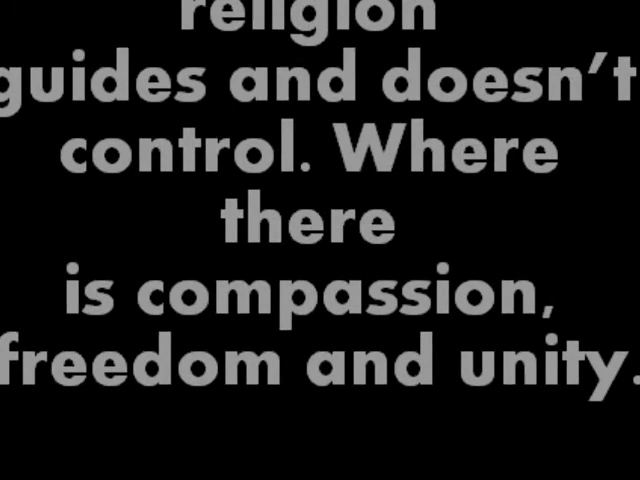 religion
guides and doesn't
control. Where
there
is compassion,
freedom and unity.